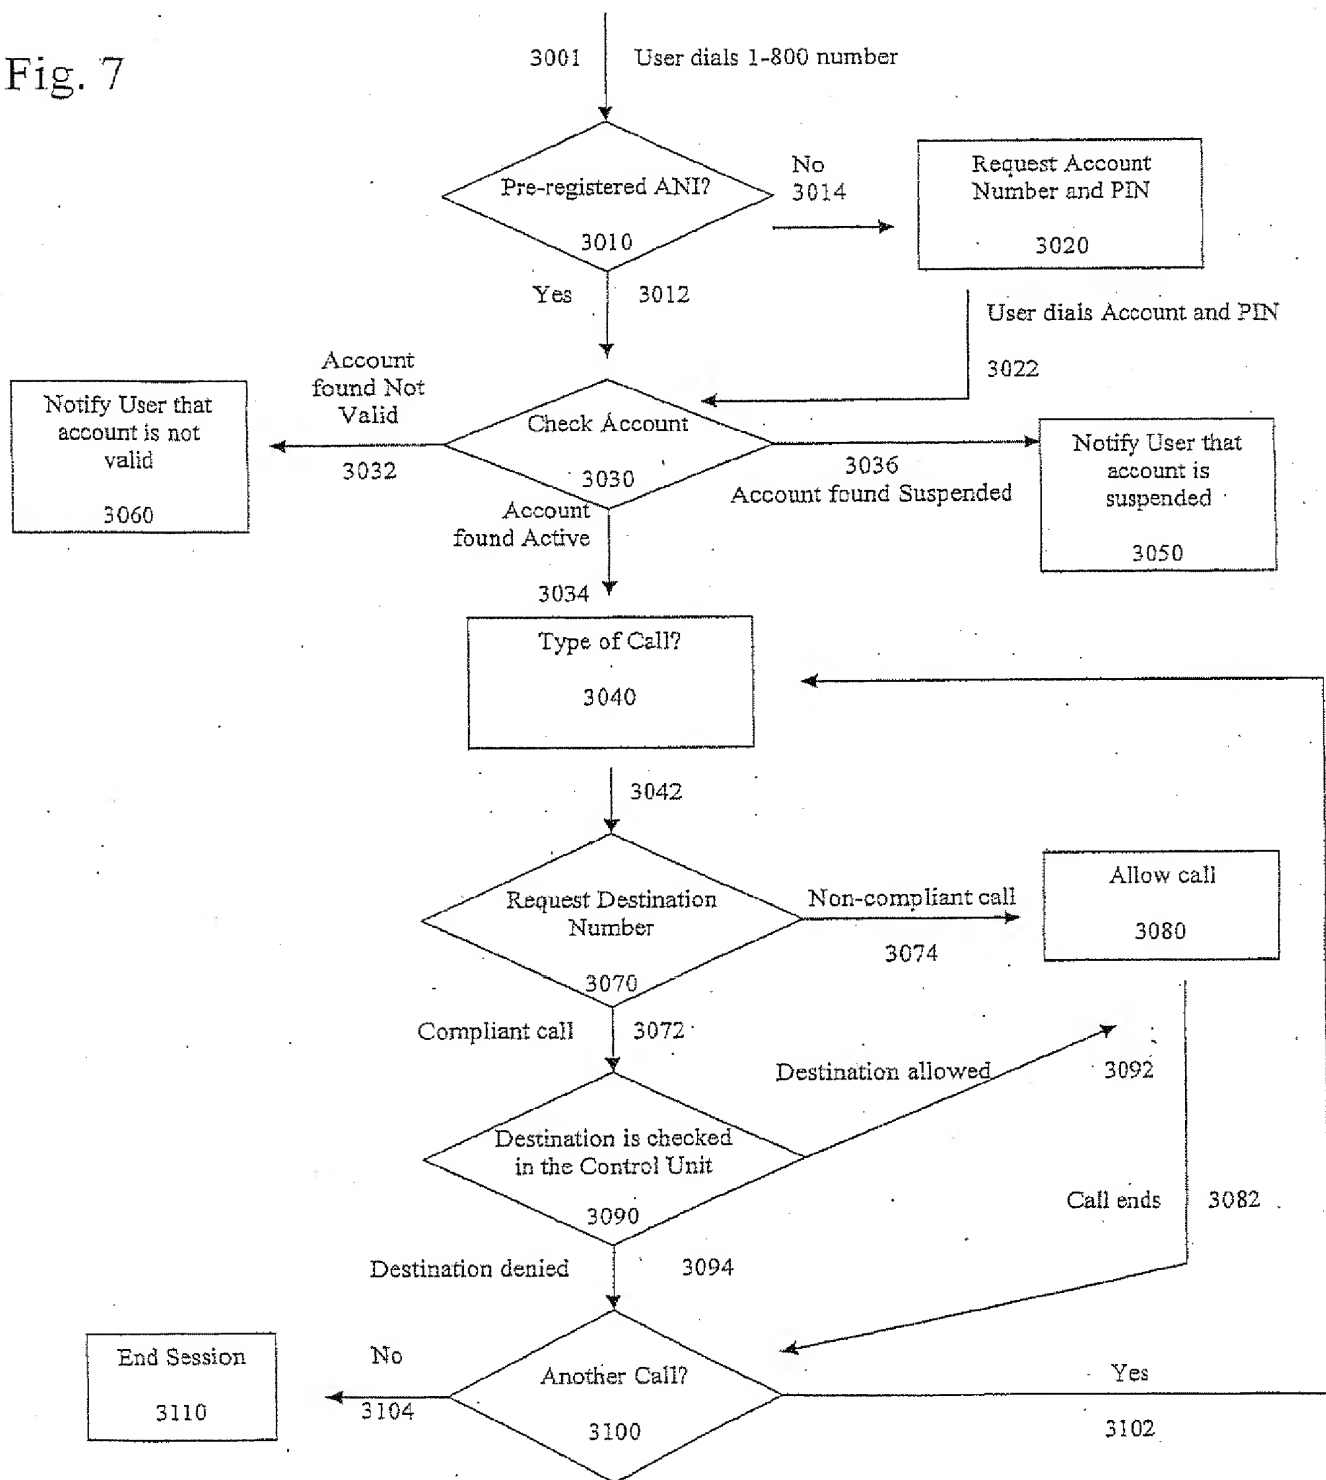 Fig. 7
3001
User dials 1-800 number
Pre-registered ANI?
3010
No
3014
Request Account
Number and PIN
3020
Yes
3012
User dials Account and PIN
3022
Account
found Not
Valid
3032
Notify User that
account is not
valid
3060
Check Account
3030
3036
Account found Suspended
Notify User that
account is
suspended
3050
Account
found Active
3034
Type of Call?
3040
3042
Request Destination
Number
3070
Non-compliant call
3074
Allow call
3080
Compliant call
3072
Destination allowed
3092
Destination is checked
in the Control Unit
3090
Call ends
3082
Destination denied
3094
Another Call?
3100
No
3104
End Session
3110
Yes
3102